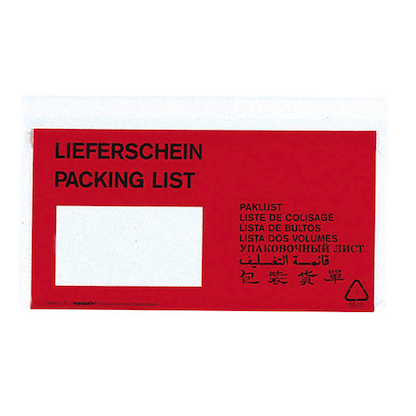 LIEFERSCHEIN
PACKING LIST
PAKLIJST
LISTE DE COLISAGE
LISTA DE BULTOS
LISTA DOS VOLUMES
УПАКОВОЧНЫЙ ЛИСТ
قائمة التغليف
包裝貨單